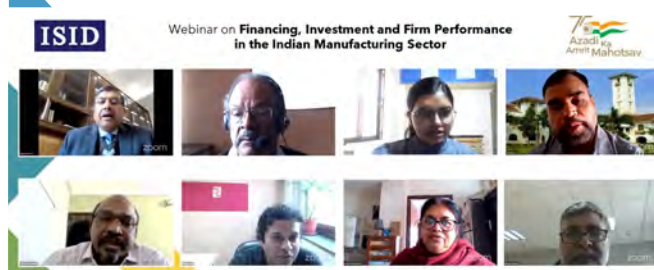 ISID
Webinar on Financing, Investment and Firm Performance
in the Indian Manufacturing Sector
Azadi Ka
Amrit Mahotsav
zoom
zoom
zoom
zoom